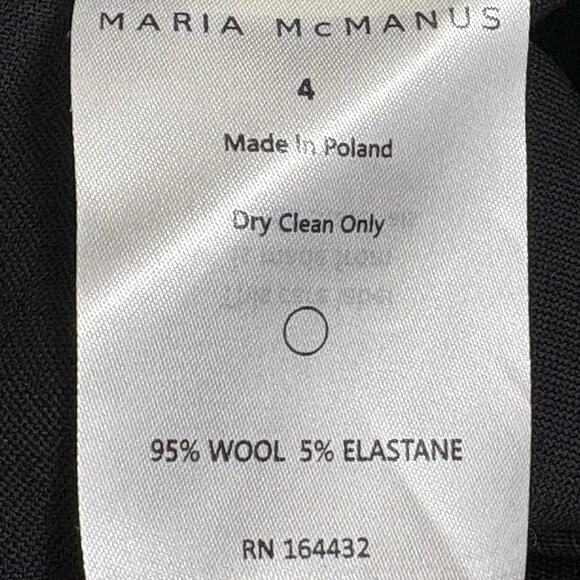 MARIA McMANUS
4
Made In Poland
Dry Clean Only
95% WOOL 5% ELASTANE
RN 164432